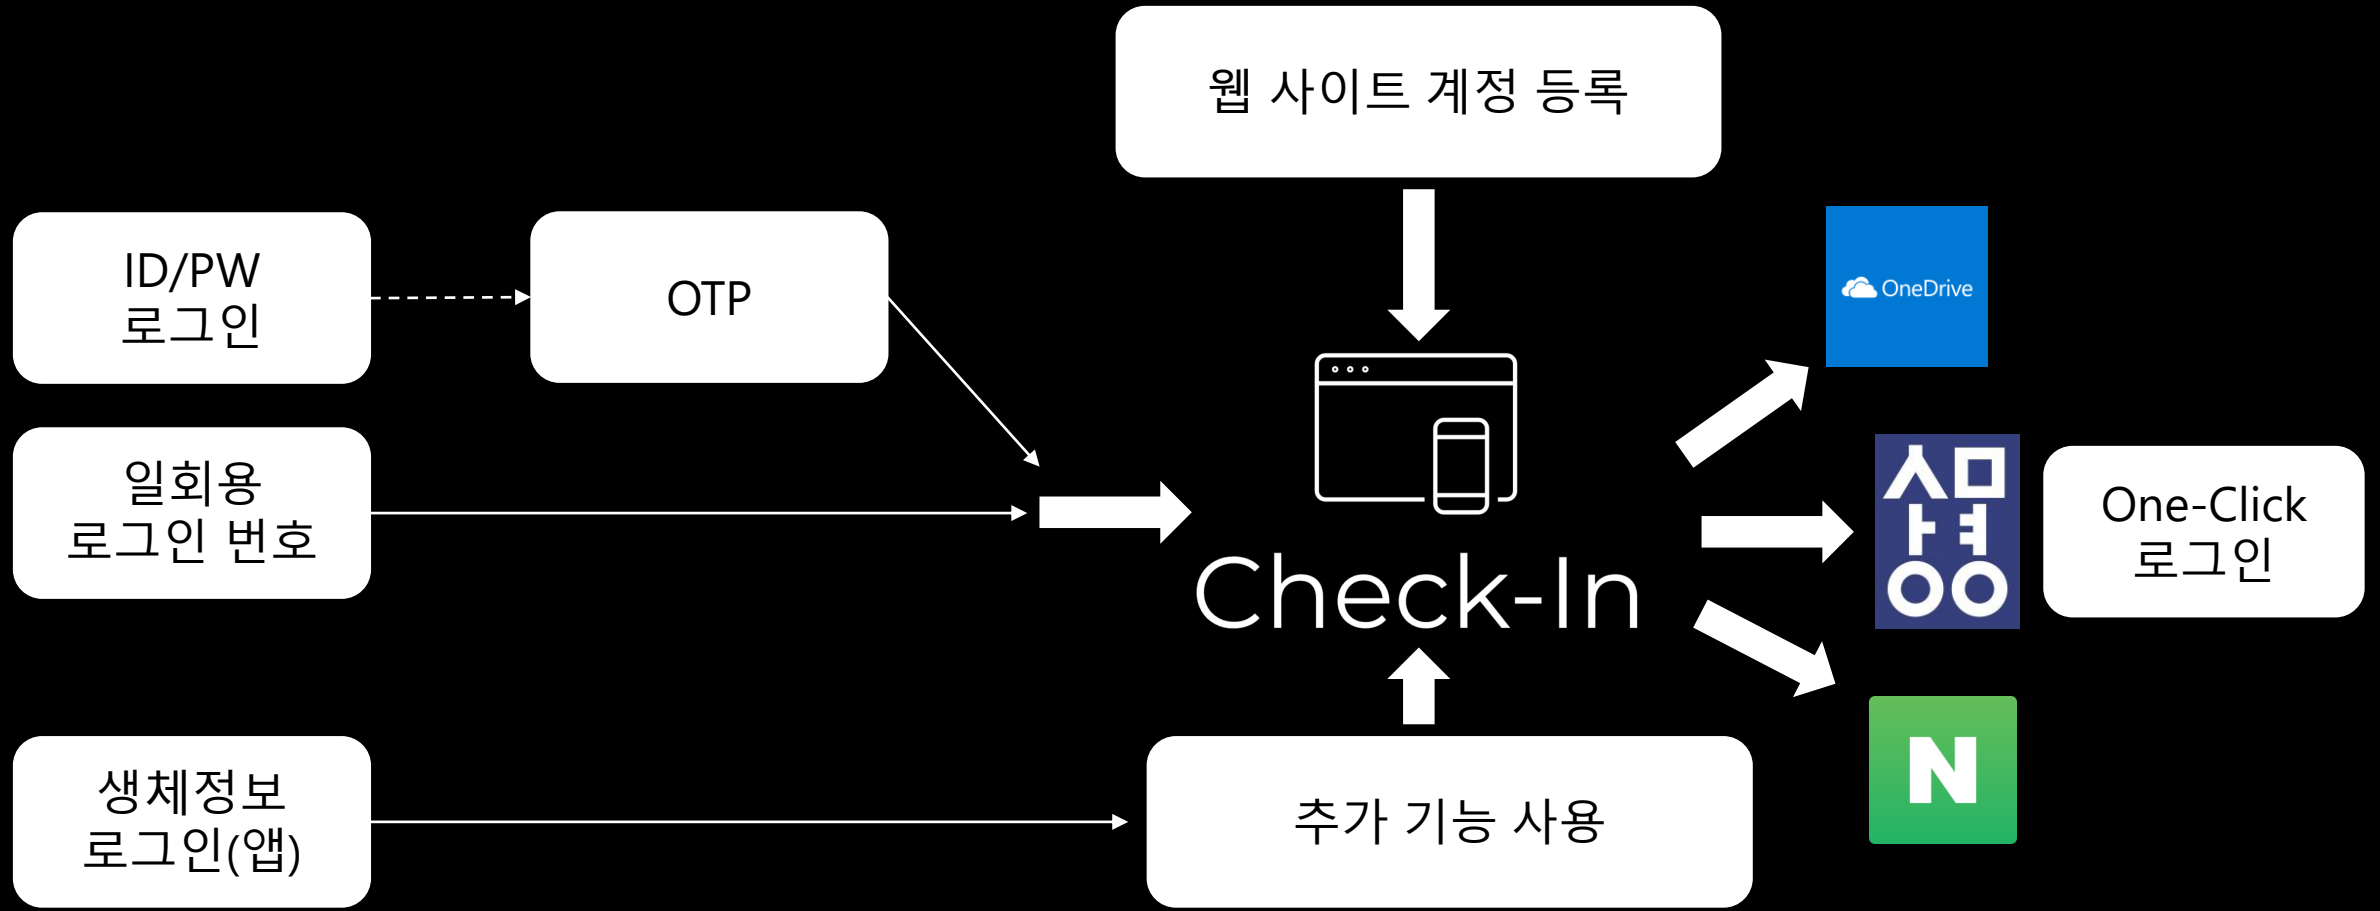 웹 사이트 계정 등록
ID/PW
로그인
OTP
OneDrive
일회용
로그인 번호
Check-In
상명
One-Click
로그인
생체정보
로그인(앱)
추가 기능 사용
N